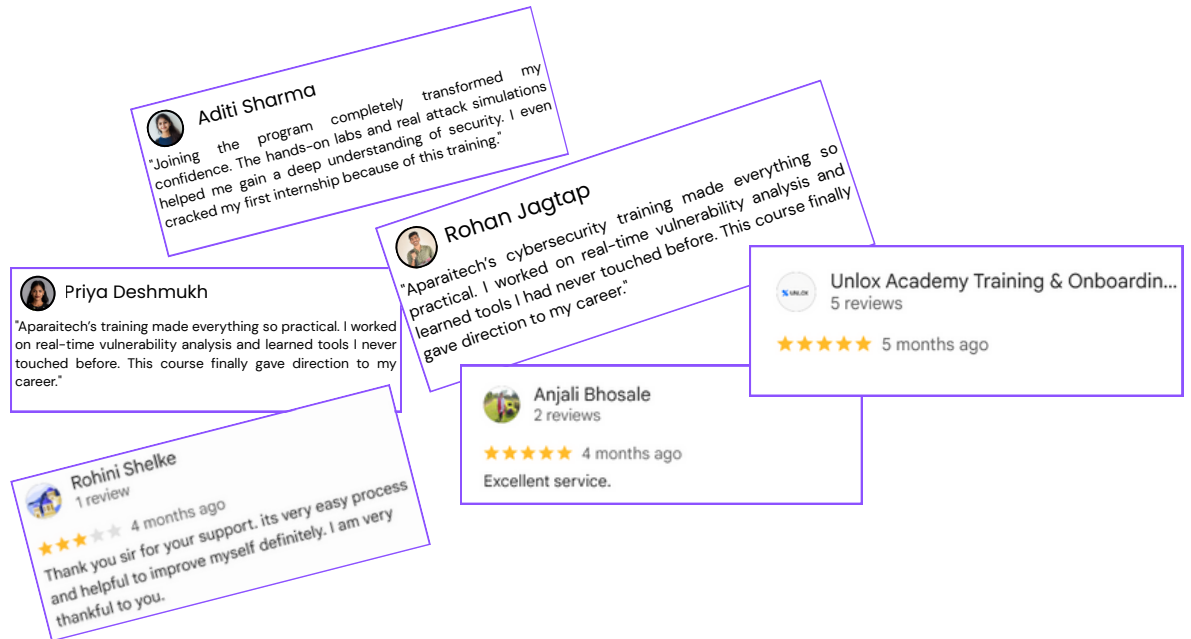 Aditi Sharma
"Joining the program completely transformed my
confidence. The hands-on labs and real attack simulations
helped me gain a deep understanding of security. I even
cracked my first internship because of this training."
Rohan Jagtap
"Aparaitech's cybersecurity training made everything so
practical. I worked on real-time vulnerability analysis and
learned tools I had never touched before. This course finally
gave direction to my career."
Priya Deshmukh
"Aparaitech's training made everything so practical. I worked
on real-time vulnerability analysis and learned tools I never
touched before. This course finally gave direction to my
career."
UNLOX
Unlox Academy Training & Onboardin...
5 reviews
5 months ago
Anjali Bhosale
2 reviews
4 months ago
Excellent service.
Rohini Shelke
1 review
4 months ago
Thank you sir for your support. its very easy process
and helpful to improve myself definitely. I am very
thankful to you.